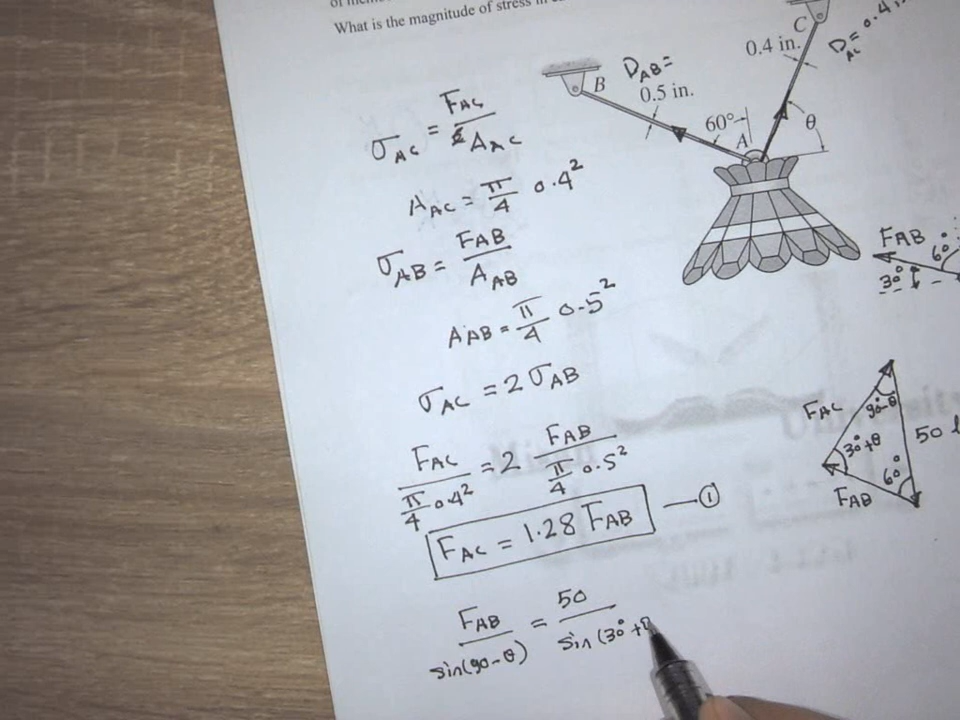 What is the magnitude of stress in
C
D_AC = 0.4
0.4 in.
B
D_AB =
0.5 in.
60°
A
θ
σ_AC = F_AC / A_AC
A_AC = π/4 0.4²
σ_AB = F_AB / A_AB
F_AB
60°
30°
A_AB = π/4 0.5²
σ_AC = 2 σ_AB
F_AC
90-θ
30°+θ
50
60°
F_AB
F_AC / (π/4 0.4²) = 2 F_AB / (π/4 0.5²)
F_AC = 1.28 F_AB — ①
F_AB / sin(90-θ) = 50 / sin(30°+θ